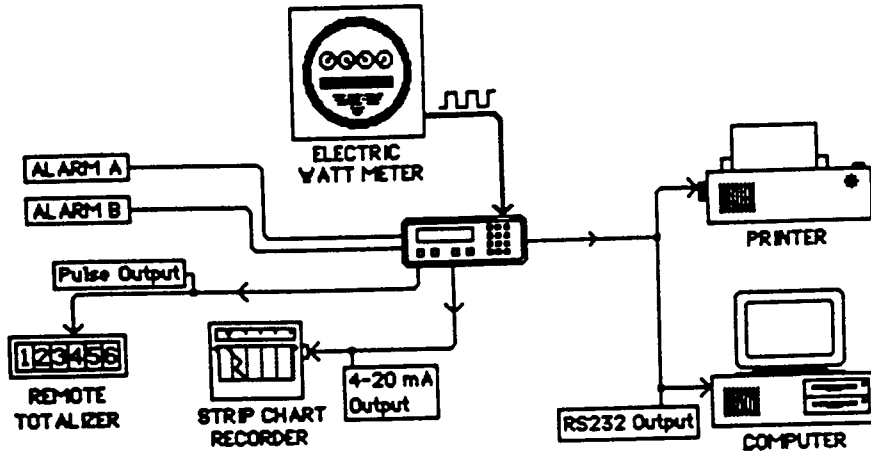 ELECTRIC
WATT METER
ALARM A
ALARM B
PRINTER
Pulse Output
123456
REMOTE
TOTALIZER
STRIP CHART
RECORDER
4-20 mA
Output
RS232 Output
COMPUTER